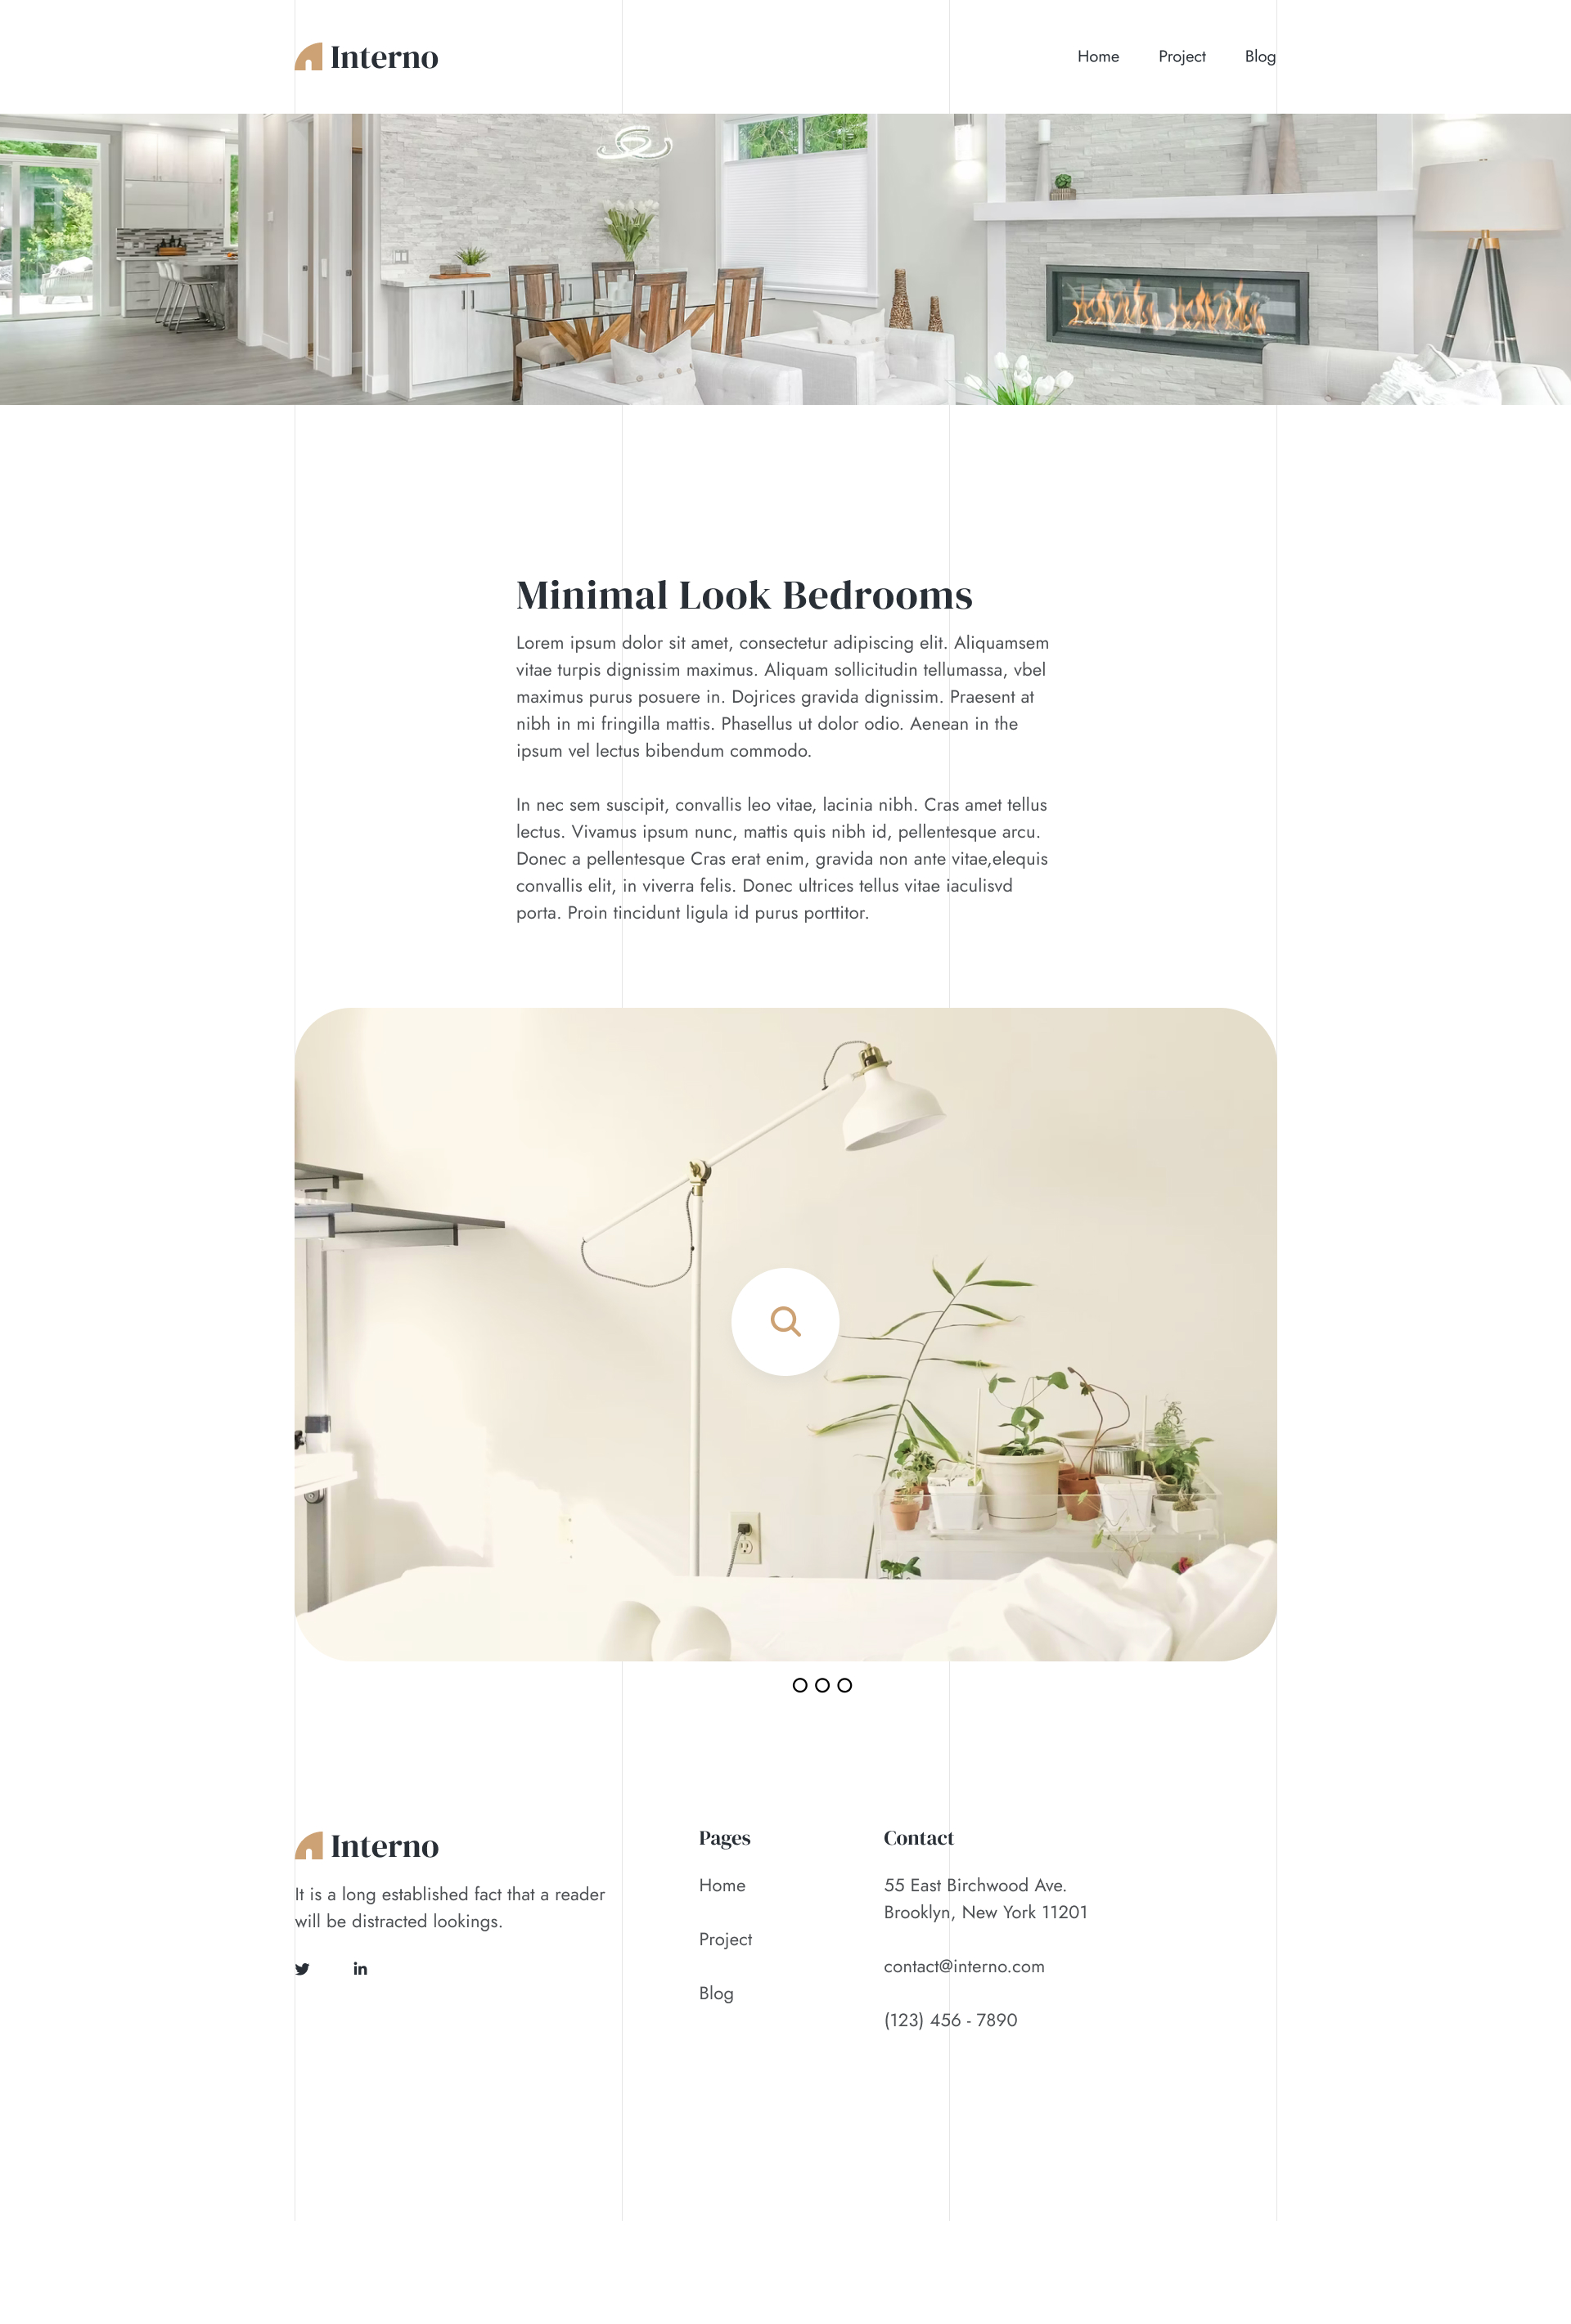 Interno
Home Project Blog
Minimal Look Bedrooms
Lorem ipsum dolor sit amet, consectetur adipiscing elit. Aliquamsem
vitae turpis dignissim maximus. Aliquam sollicitudin tellumassa, vbel
maximus purus posuere in. Dojrices gravida dignissim. Praesent at
nibh in mi fringilla mattis. Phasellus ut dolor odio. Aenean in the
ipsum vel lectus bibendum commodo.
In nec sem suscipit, convallis leo vitae, lacinia nibh. Cras amet tellus
lectus. Vivamus ipsum nunc, mattis quis nibh id, pellentesque arcu.
Donec a pellentesque Cras erat enim, gravida non ante vitae,elequis
convallis elit, in viverra felis. Donec ultrices tellus vitae iaculisvd
porta. Proin tincidunt ligula id purus porttitor.
Interno
It is a long established fact that a reader
will be distracted lookings.
Pages
Home
Project
Blog
Contact
55 East Birchwood Ave.
Brooklyn, New York 11201
contact@interno.com
(123) 456 - 7890